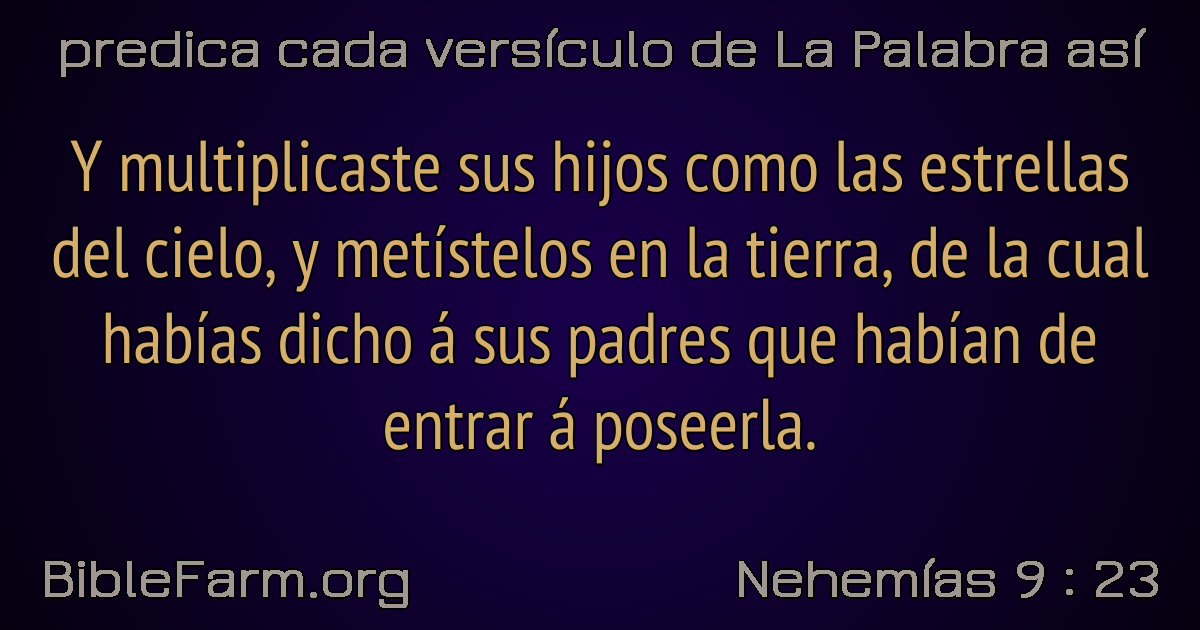 predica cada versículo de La Palabra así
Y multiplicaste sus hijos como las estrellas
del cielo, y metístelos en la tierra, de la cual
habías dicho á sus padres que habían de
entrar á poseerla.
BibleFarm.org
Nehemías 9 : 23